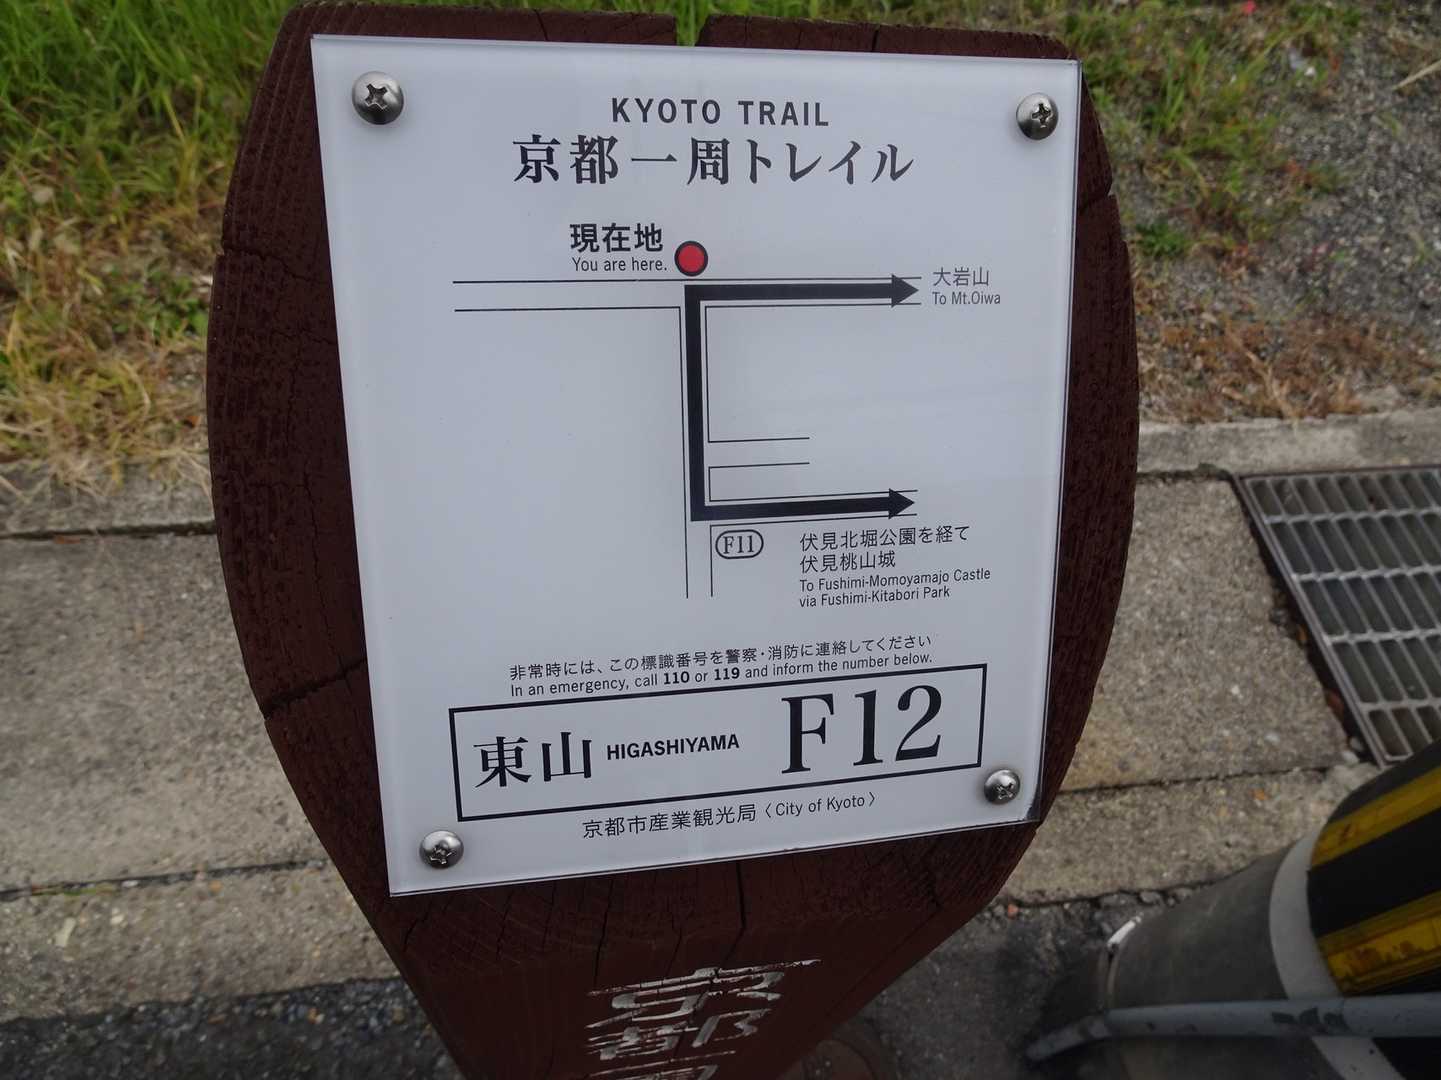 KYOTO TRAIL
京都一周トレイル
現在地
You are here.
大岩山
To Mt.Oiwa
F11
伏見北堀公園を経て
伏見桃山城
To Fushimi-Momoyamajo Castle
via Fushimi-Kitabori Park
非常時には、この標識番号を警察・消防に連絡してください
In an emergency, call 110 or 119 and inform the number below.
東山 HIGASHIYAMA F12
京都市産業観光局〈City of Kyoto〉
京
都
一